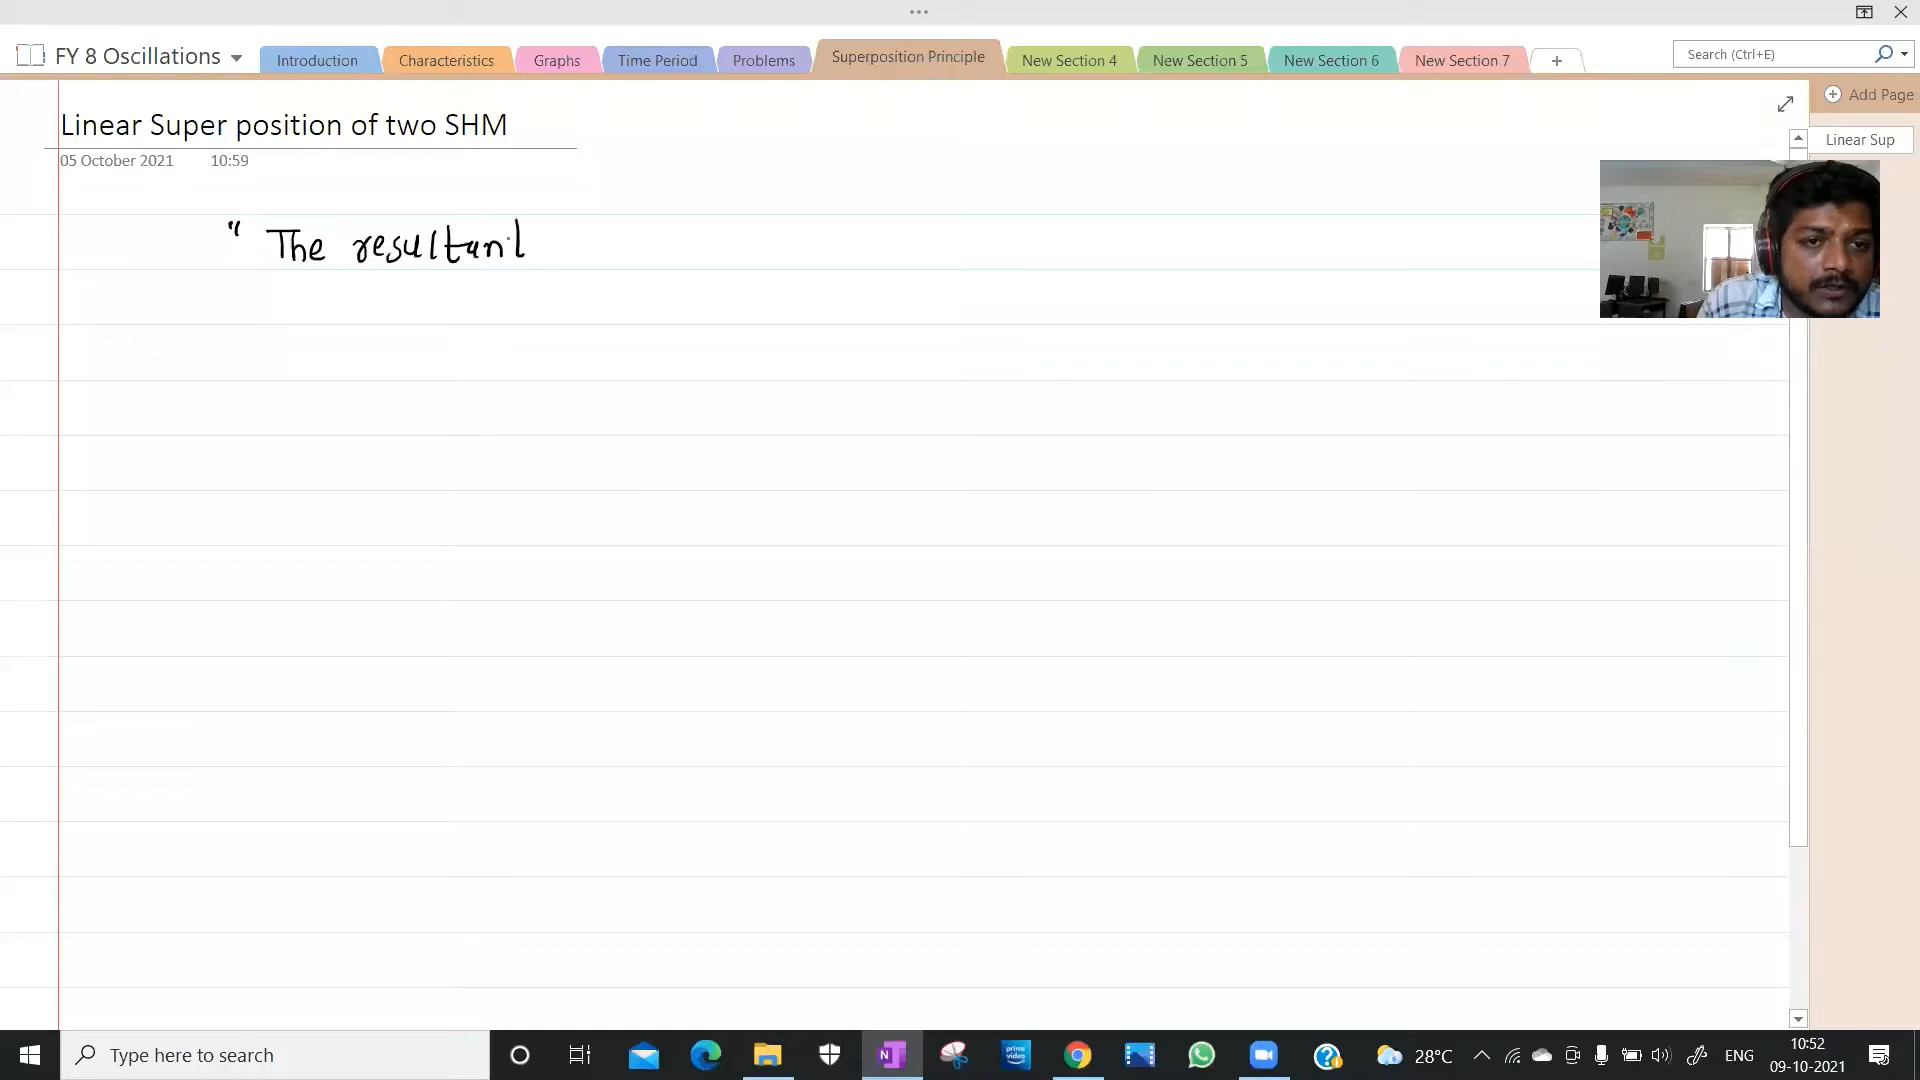 FY 8 Oscillations
Introduction
Characteristics
Graphs
Time Period
Problems
Superposition Principle
New Section 4
New Section 5
New Section 6
New Section 7
+
Search (Ctrl+E)
Add Page
Linear Sup
Linear Super position of two SHM
05 October 2021 10:59
" The resultant
Type here to search
28°C
ENG
10:52
09-10-2021